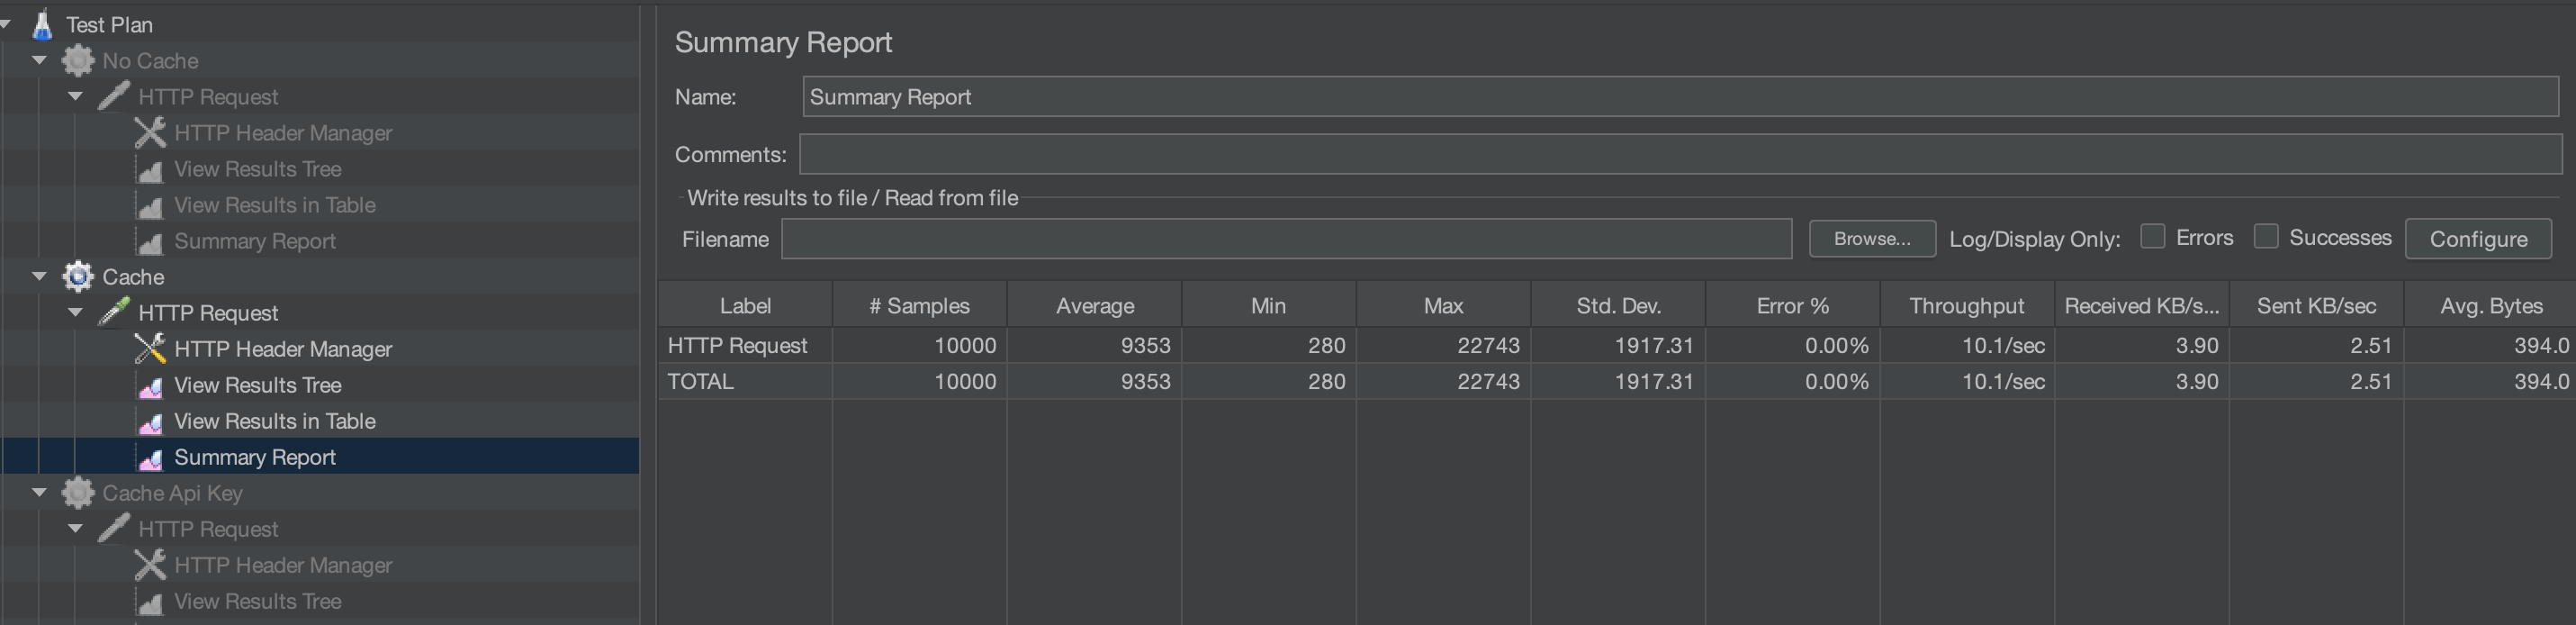 Test Plan
No Cache
HTTP Request
HTTP Header Manager
View Results Tree
View Results in Table
Summary Report
Cache
HTTP Request
HTTP Header Manager
View Results Tree
View Results in Table
Summary Report
Cache Api Key
HTTP Request
HTTP Header Manager
View Results Tree
Summary Report
Name: Summary Report
Comments:
Write results to file / Read from file
Filename Browse... Log/Display Only: Errors Successes Configure
Label # Samples Average Min Max Std. Dev. Error % Throughput Received KB/s... Sent KB/sec Avg. Bytes
HTTP Request 10000 9353 280 22743 1917.31 0.00% 10.1/sec 3.90 2.51 394.0
TOTAL 10000 9353 280 22743 1917.31 0.00% 10.1/sec 3.90 2.51 394.0